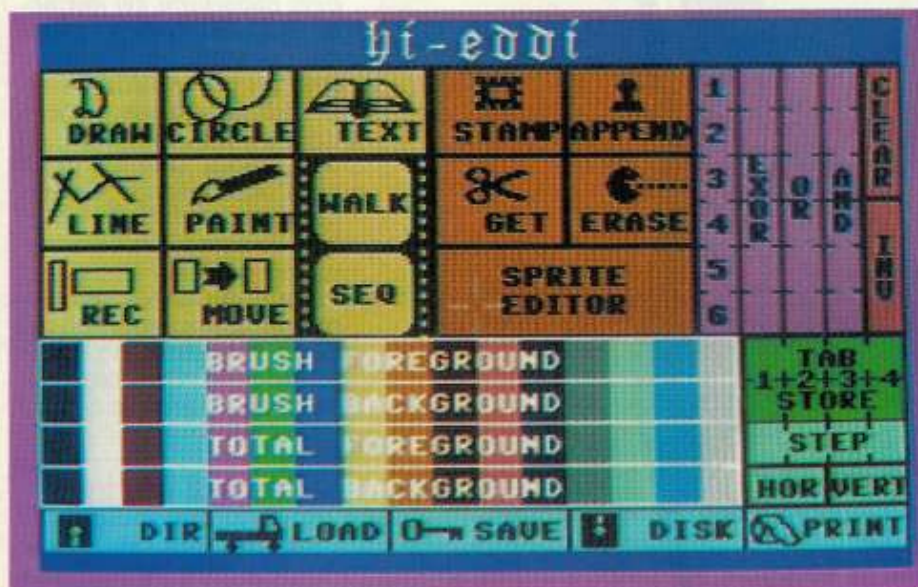 hi-eddi
DRAW CIRCLE TEXT STAMP APPEND
LINE PAINT WALK GET ERASE
REC MOVE SEQ SPRITE EDITOR
1
2
3
4
5
6
EXOR OR AND
CLEAR
INV
BRUSH FOREGROUND
BRUSH BACKGROUND
TOTAL FOREGROUND
TOTAL BACKGROUND
TAB
1+2+3+4
STORE
STEP
HOR VERT
DIR LOAD SAVE DISK PRINT